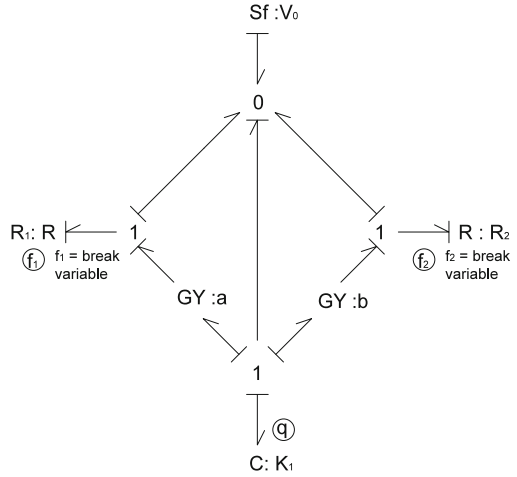 Sf :V₀
0
R₁: R
1
1
R : R₂
f₁
f₁ = break
variable
f₂
f₂ = break
variable
GY :a
GY :b
1
q
C: K₁